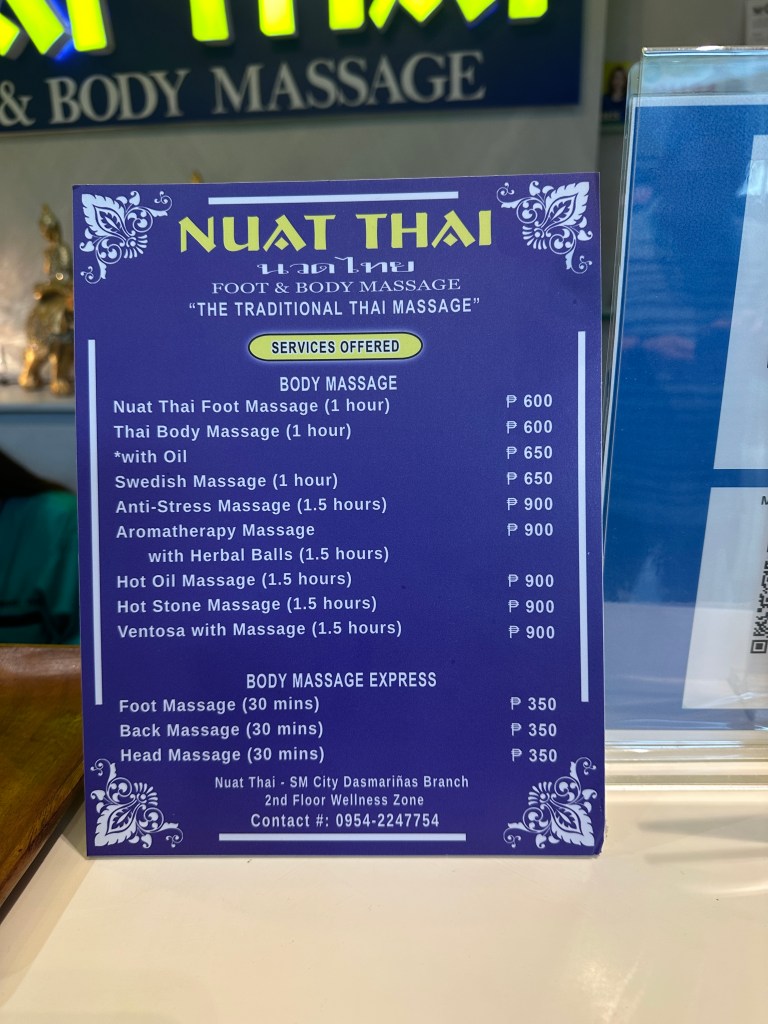 & BODY MASSAGE
NUAT THAI
นวดไทย
FOOT & BODY MASSAGE
“THE TRADITIONAL THAI MASSAGE”
SERVICES OFFERED
BODY MASSAGE
Nuat Thai Foot Massage (1 hour) ₱ 600
Thai Body Massage (1 hour) ₱ 600
*with Oil ₱ 650
Swedish Massage (1 hour) ₱ 650
Anti-Stress Massage (1.5 hours) ₱ 900
Aromatherapy Massage ₱ 900
with Herbal Balls (1.5 hours)
Hot Oil Massage (1.5 hours) ₱ 900
Hot Stone Massage (1.5 hours) ₱ 900
Ventosa with Massage (1.5 hours) ₱ 900
BODY MASSAGE EXPRESS
Foot Massage (30 mins) ₱ 350
Back Massage (30 mins) ₱ 350
Head Massage (30 mins) ₱ 350
Nuat Thai - SM City Dasmariñas Branch
2nd Floor Wellness Zone
Contact #: 0954-2247754